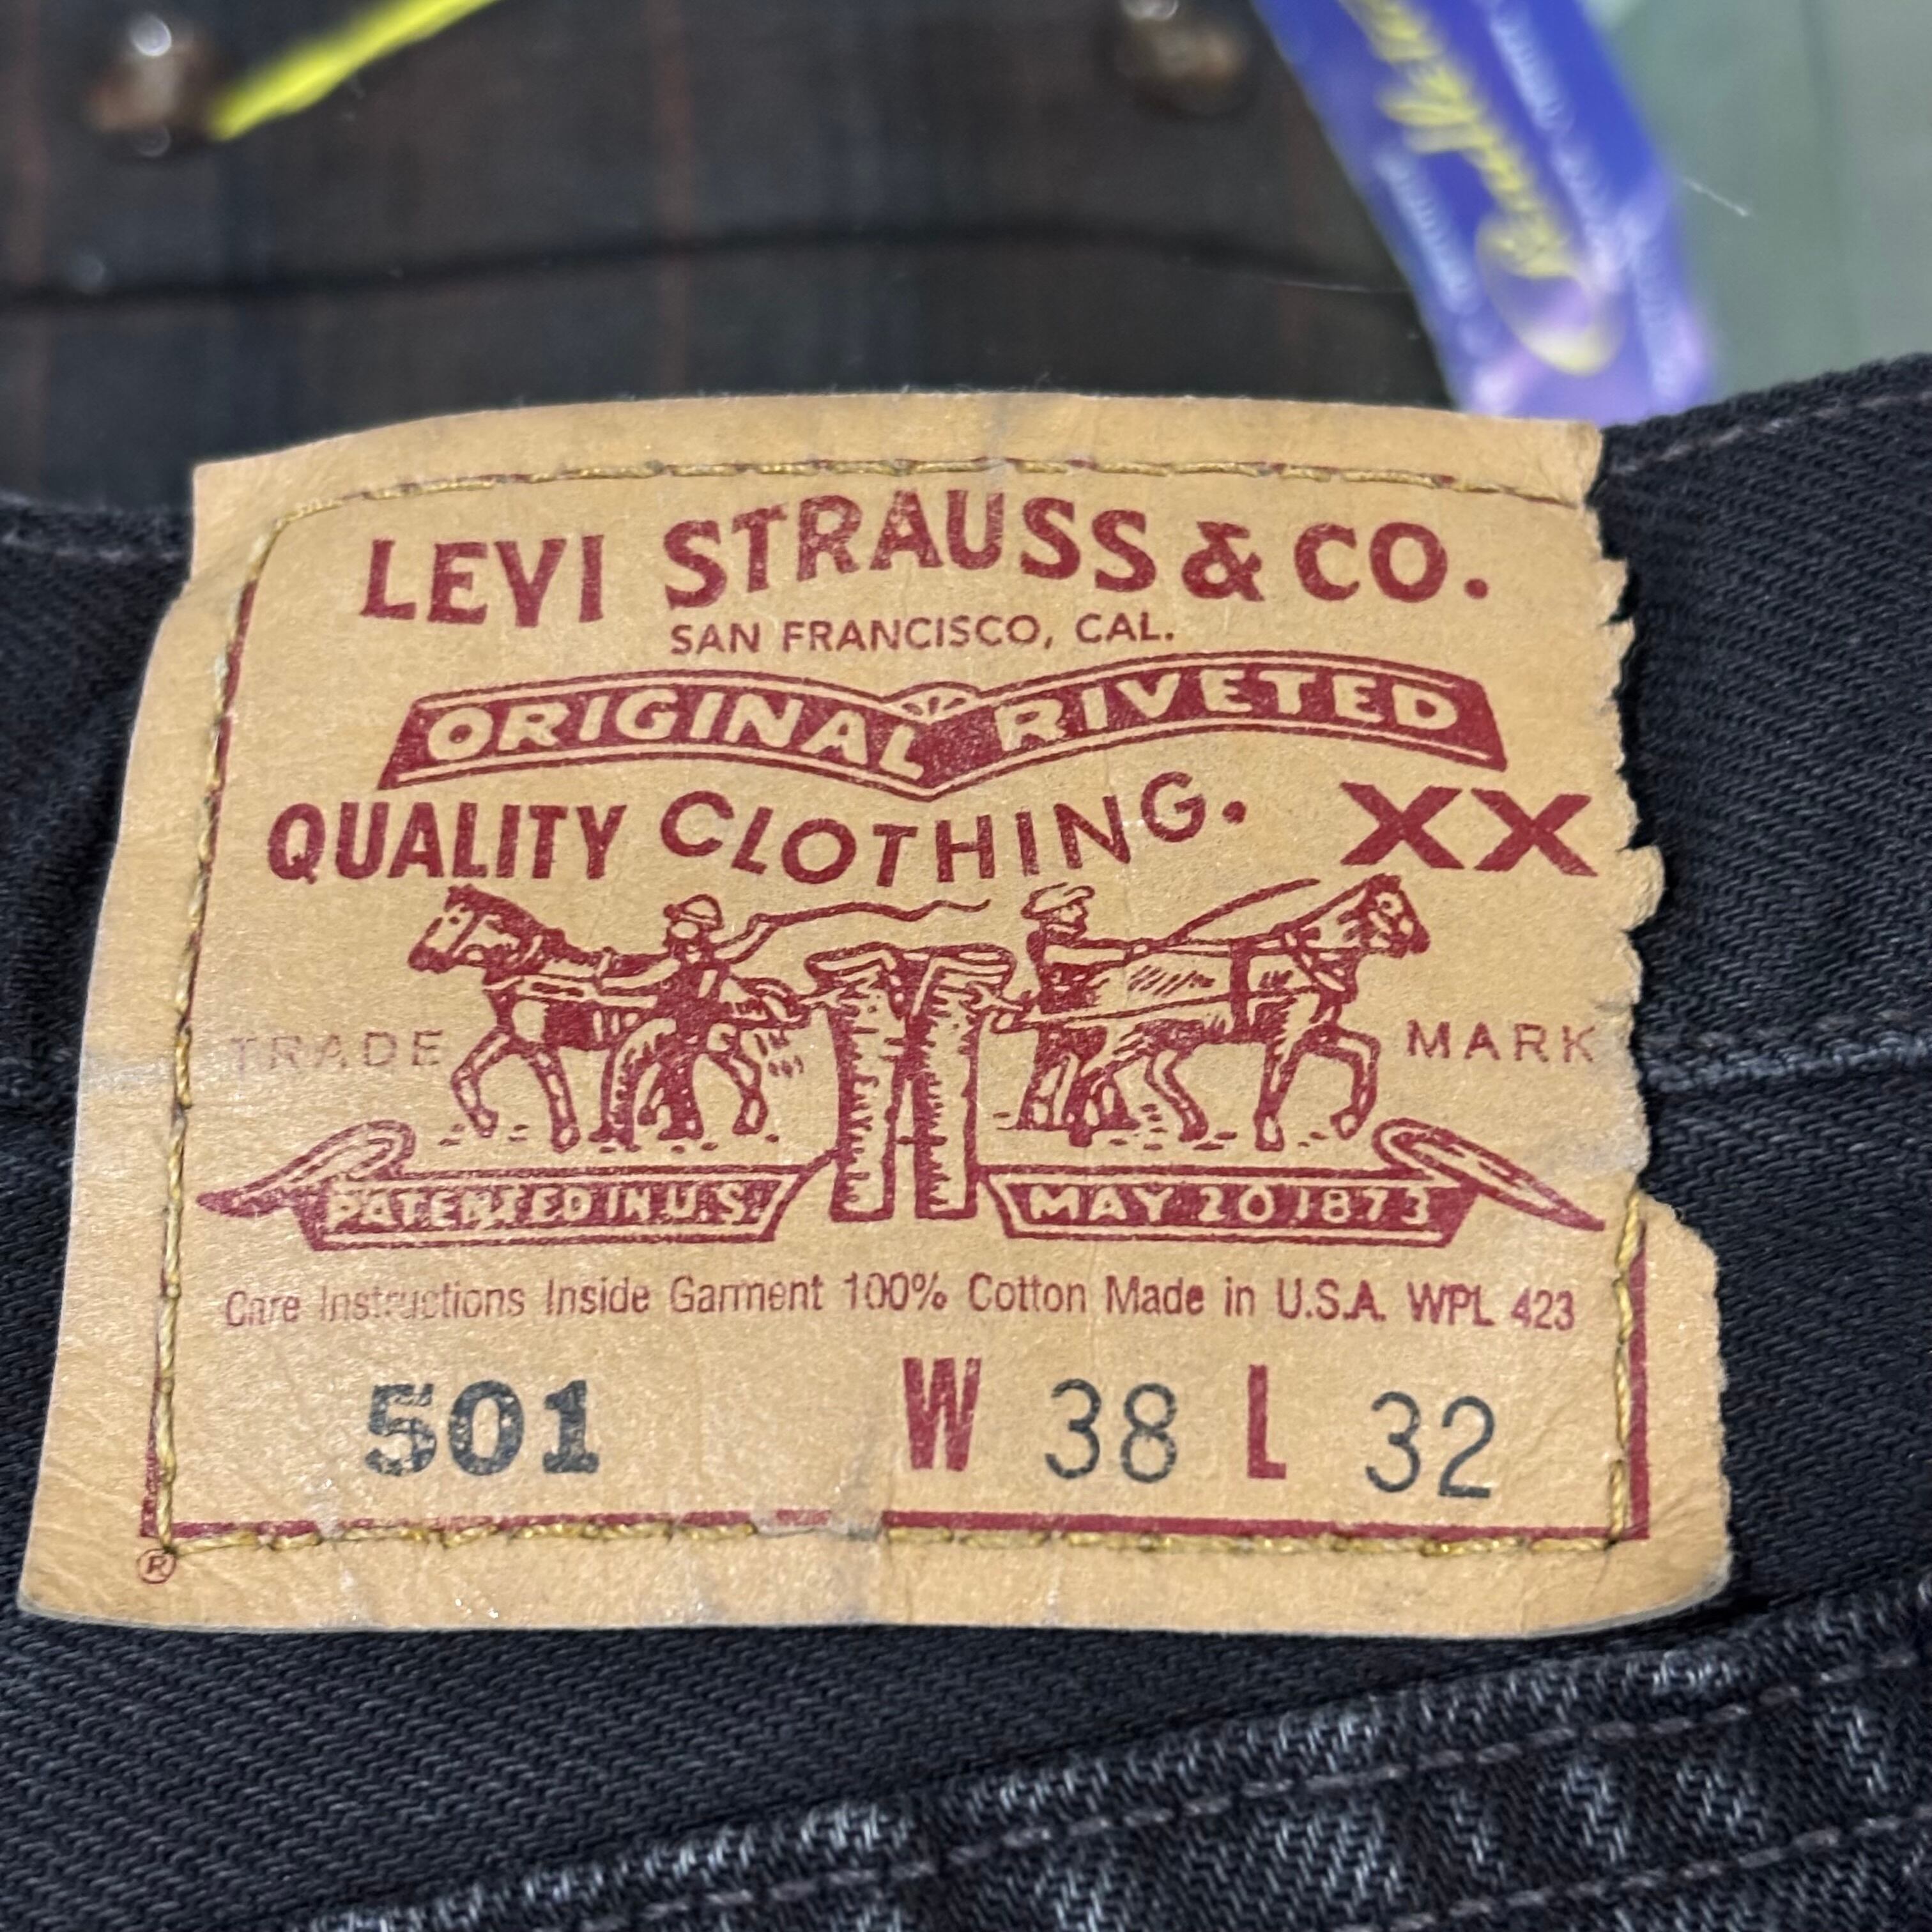 LEVI STRAUSS & CO.
SAN FRANCISCO, CAL.
ORIGINAL RIVETED
QUALITY CLOTHING. XX
TRADE MARK
PATENTED IN U.S. MAY 20 1873
Care Instructions Inside Garment 100% Cotton Made in U.S.A. WPL 423
501 W 38 L 32
®